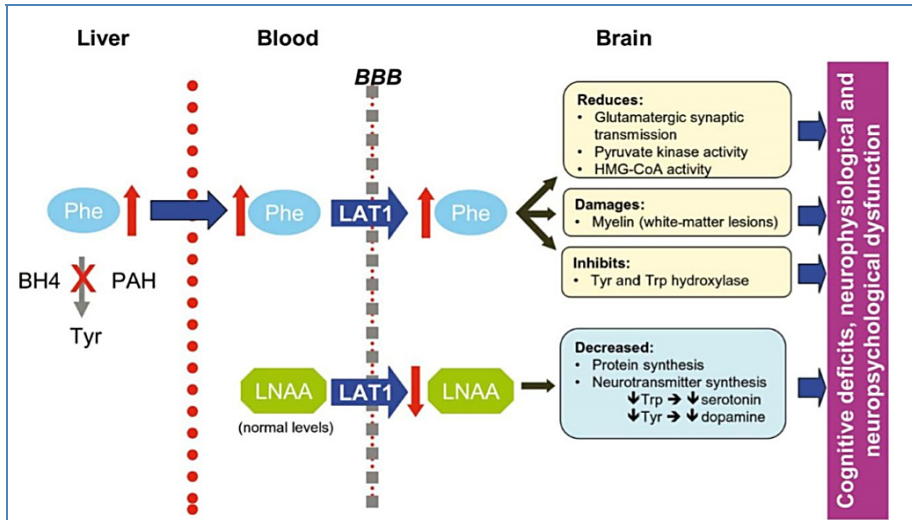 Liver
Blood
Brain
BBB
Reduces:
• Glutamatergic synaptic
transmission
• Pyruvate kinase activity
• HMG-CoA activity
Phe
Phe
LAT1
Phe
Damages:
• Myelin (white-matter lesions)
BH4 X PAH
Inhibits:
• Tyr and Trp hydroxylase
Tyr
LNAA
(normal levels)
LAT1
LNAA
Decreased:
• Protein synthesis
• Neurotransmitter synthesis
↓Trp → ↓ serotonin
↓Tyr → ↓ dopamine
Cognitive deficits, neurophysiological and
neuropsychological dysfunction